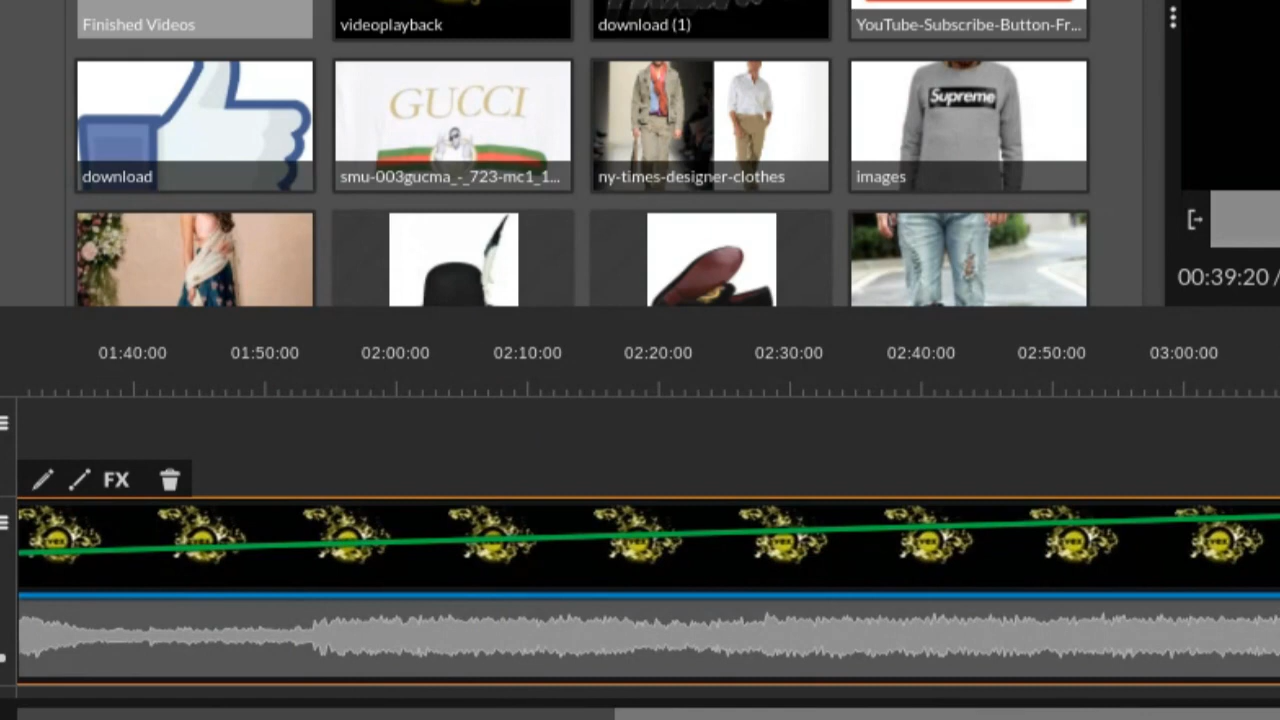 Finished Videos
videoplayback
download (1)
YouTube-Subscribe-Button-Fr...
GUCCI
Supreme
download
smu-003gucma_-_723-mc1_1...
ny-times-designer-clothes
images
00:39:20 /
01:40:00
01:50:00
02:00:00
02:10:00
02:20:00
02:30:00
02:40:00
02:50:00
03:00:00
FX